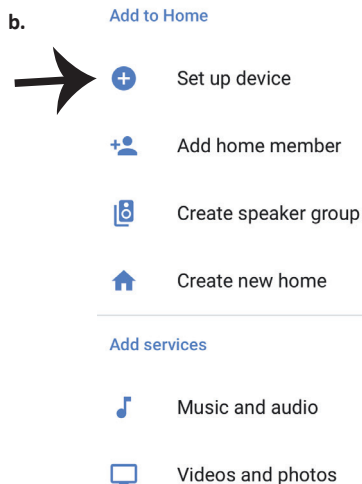 b.
Add to Home
Set up device
Add home member
Create speaker group
Create new home
Add services
Music and audio
Videos and photos